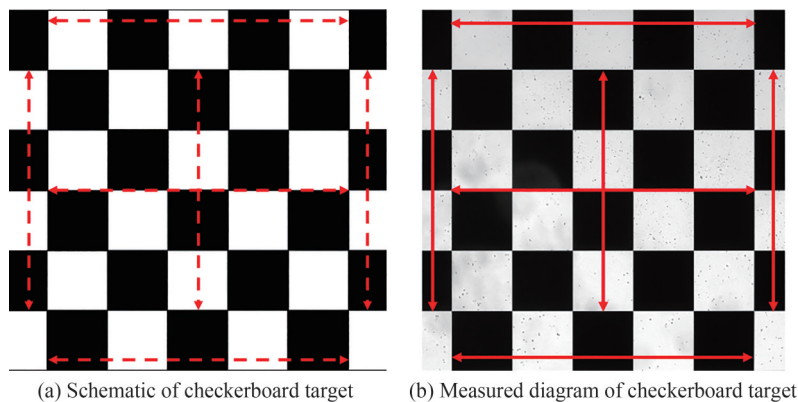 (a) Schematic of checkerboard target
(b) Measured diagram of checkerboard target